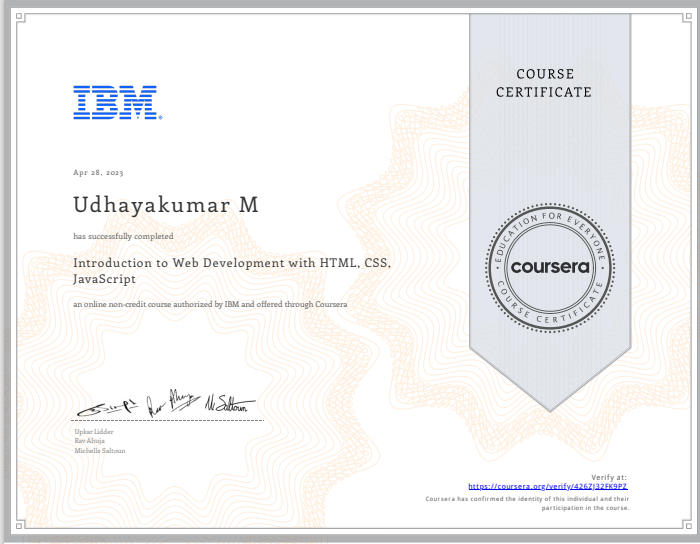 COURSE
CERTIFICATE
IBM®
Apr 28, 2023
Udhayakumar M
has successfully completed
Introduction to Web Development with HTML, CSS,
JavaScript
an online non-credit course authorized by IBM and offered through Coursera
EDUCATION FOR EVERYONE
coursera
COURSE CERTIFICATE
Upkar Lidder
Rav Ahuja
Michelle Saltoun
Verify at:
https://coursera.org/verify/426ZJ32FK9PZ
Coursera has confirmed the identity of this individual and their
participation in the course.